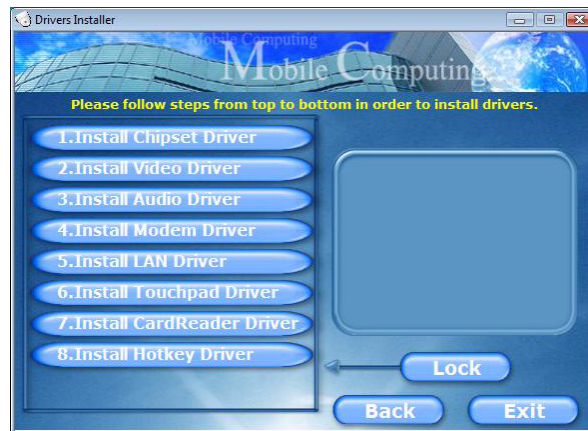 Drivers Installer
Mobile Computing
Mobile Computing
Please follow steps from top to bottom in order to install drivers.
1.Install Chipset Driver
2.Install Video Driver
3.Install Audio Driver
4.Install Modem Driver
5.Install LAN Driver
6.Install Touchpad Driver
7.Install CardReader Driver
8.Install Hotkey Driver
Lock
Back
Exit